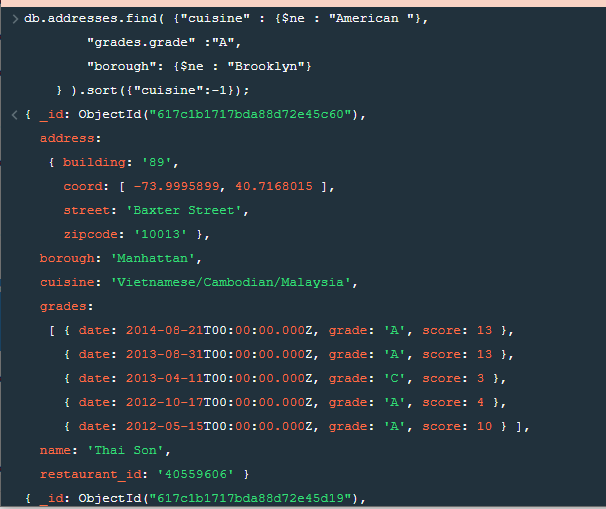 > db.addresses.find( {"cuisine" : {$ne : "American "},
"grades.grade" :"A",
"borough": {$ne : "Brooklyn"}
} ).sort({"cuisine":-1});
< { _id: ObjectId("617c1b1717bda88d72e45c60"),
address:
{ building: '89',
coord: [ -73.9995899, 40.7168015 ],
street: 'Baxter Street',
zipcode: '10013' },
borough: 'Manhattan',
cuisine: 'Vietnamese/Cambodian/Malaysia',
grades:
[ { date: 2014-08-21T00:00:00.000Z, grade: 'A', score: 13 },
{ date: 2013-08-31T00:00:00.000Z, grade: 'A', score: 13 },
{ date: 2013-04-11T00:00:00.000Z, grade: 'C', score: 3 },
{ date: 2012-10-17T00:00:00.000Z, grade: 'A', score: 4 },
{ date: 2012-05-15T00:00:00.000Z, grade: 'A', score: 10 } ],
name: 'Thai Son',
restaurant_id: '40559606' }
{ _id: ObjectId("617c1b1717bda88d72e45d19"),